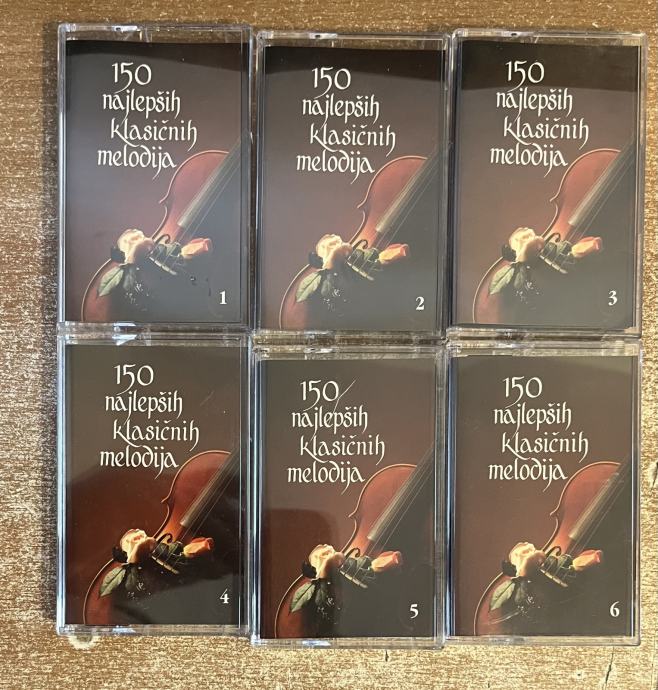 150
najlepših
klasičnih
melodija
1
150
najlepših
klasičnih
melodija
2
150
najlepših
klasičnih
melodija
3
150
najlepših
klasičnih
melodija
4
150
najlepših
klasičnih
melodija
5
150
najlepših
klasičnih
melodija
6